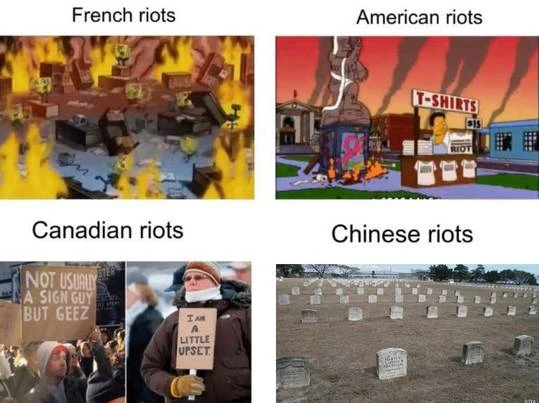 French riots
American riots
T-SHIRTS
$15
RIOT
Canadian riots
Chinese riots
NOT USUALLY
A SIGN GUY
BUT GEEZ
I AM
A
LITTLE
UPSET.